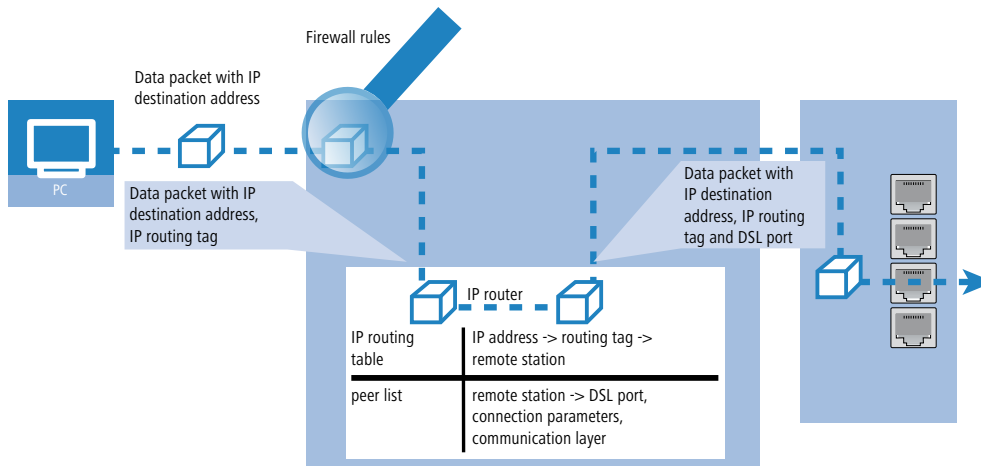 Firewall rules
Data packet with IP
destination address
PC
Data packet with IP
destination address,
IP routing tag
Data packet with
IP destination
address, IP routing
tag and DSL port
IP router
IP routing
table
IP address -> routing tag ->
remote station
peer list
remote station -> DSL port,
connection parameters,
communication layer